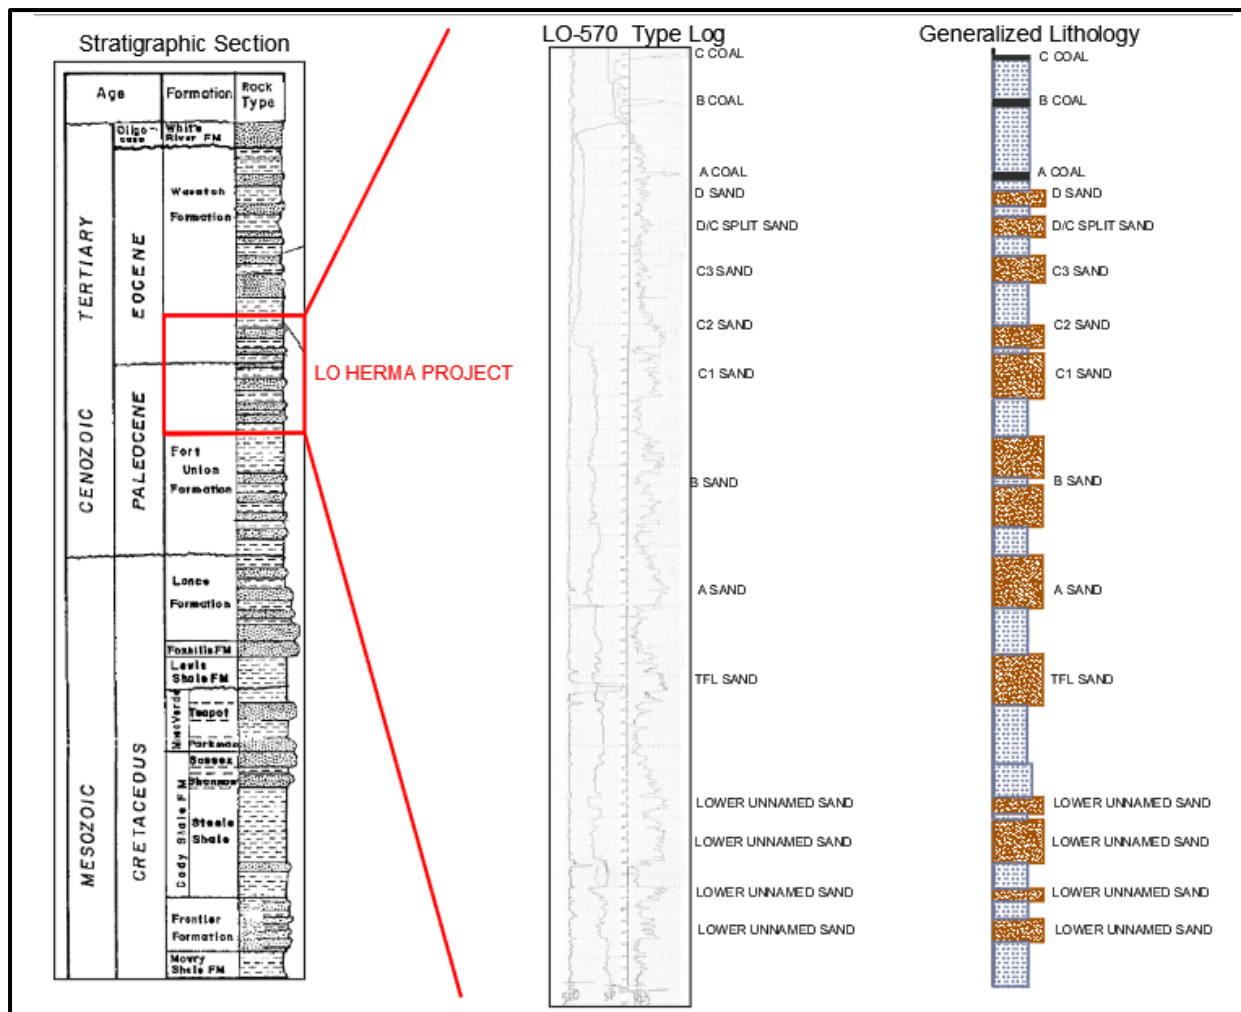 Stratigraphic Section
Age
Formation
Rock
Type
Oligo-
cene
White
River FM
Wasatch
Formation
TERTIARY
EOGENE
CENOZOIC
PALEOGENE
Fort
Union
Formation
LO HERMA PROJECT
Lance
Formation
Foxhills FM
Lewis
Shale FM
MesaVerde
Teapot
Parkman
Sussex
Shannon
Cody Shale FM
Steele
Shale
MESOZOIC
CRETACEOUS
Frontier
Formation
Mowry
Shale FM
LO-570 Type Log
C COAL
B COAL
A COAL
D SAND
D/C SPLIT SAND
C3 SAND
C2 SAND
C1 SAND
B SAND
A SAND
TFL SAND
LOWER UNNAMED SAND
LOWER UNNAMED SAND
LOWER UNNAMED SAND
LOWER UNNAMED SAND
SP
Generalized Lithology
C COAL
B COAL
A COAL
D SAND
D/C SPLIT SAND
C3 SAND
C2 SAND
C1 SAND
B SAND
A SAND
TFL SAND
LOWER UNNAMED SAND
LOWER UNNAMED SAND
LOWER UNNAMED SAND
LOWER UNNAMED SAND